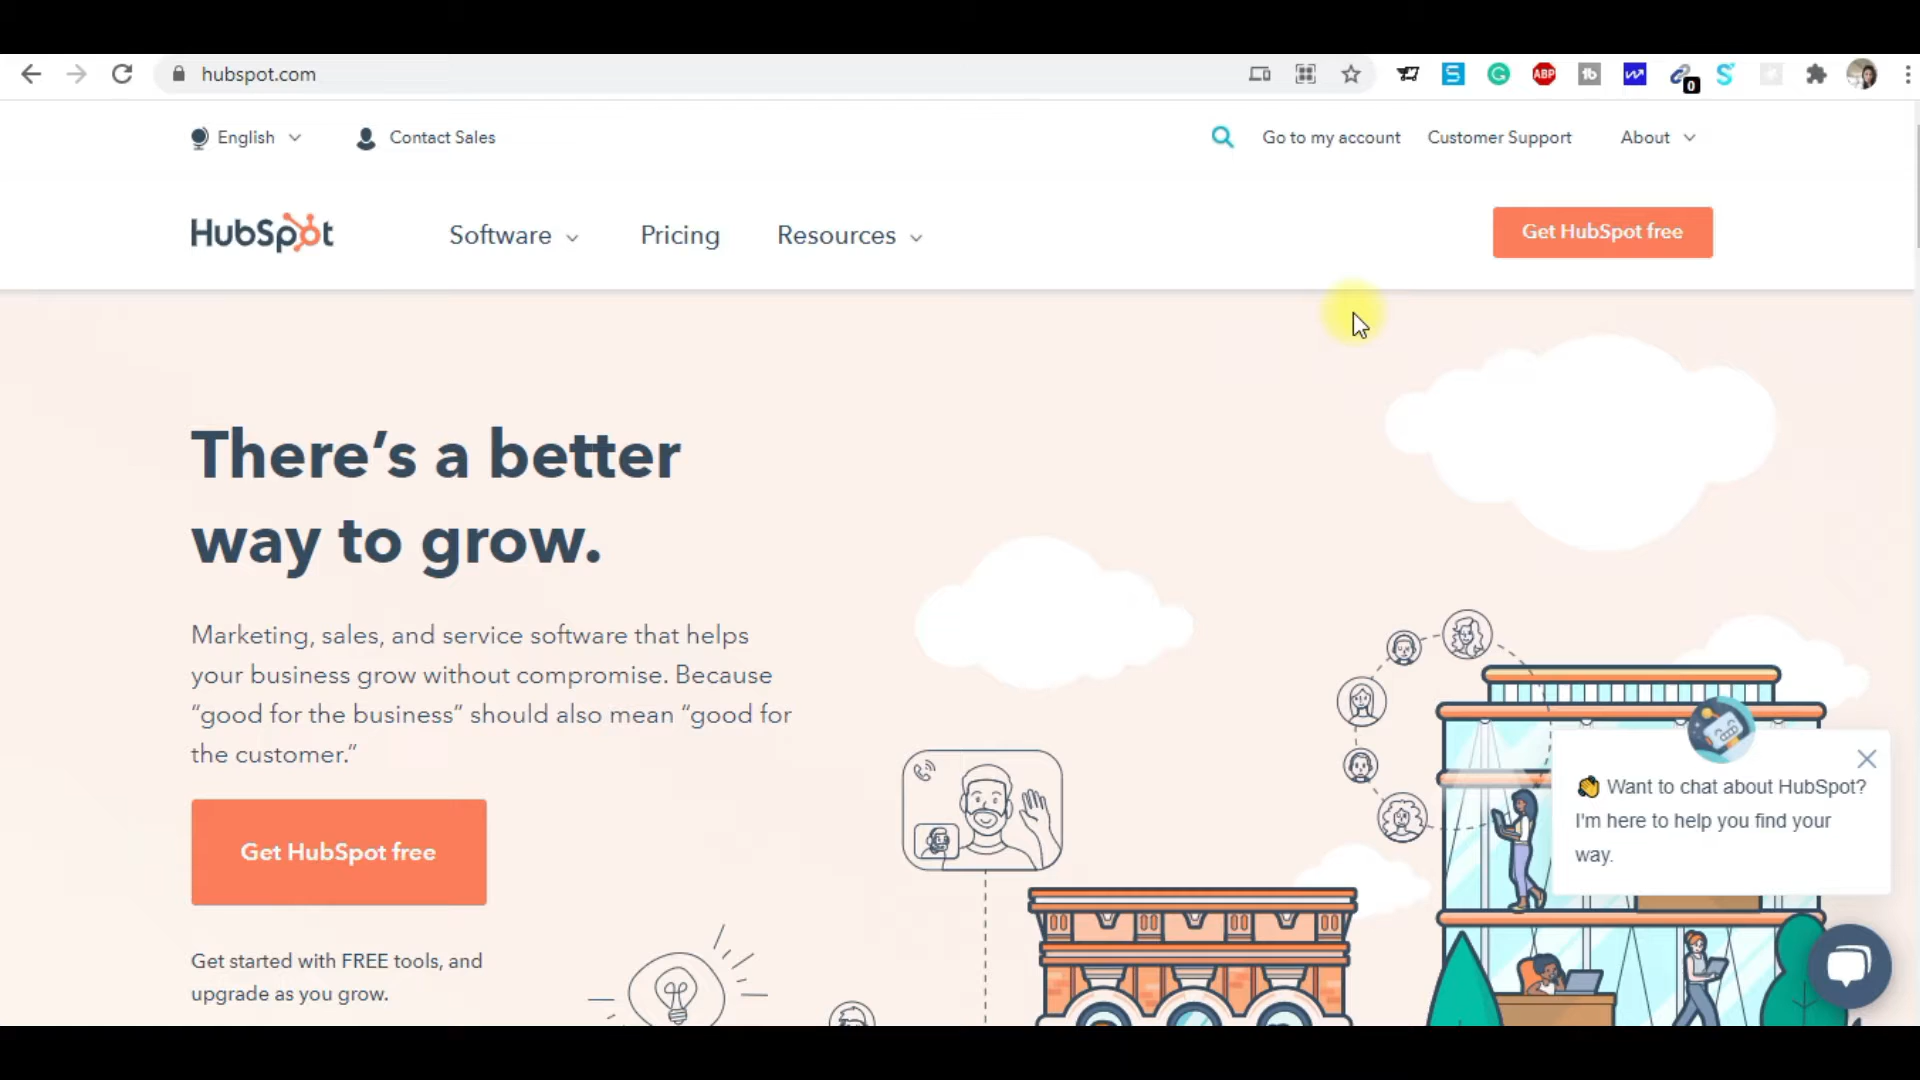 hubspot.com
S
G
ABP
tb
0
S
English
Contact Sales
Go to my account
Customer Support
About
HubSpot
Software
Pricing
Resources
Get HubSpot free
There’s a better
way to grow.
Marketing, sales, and service software that helps
your business grow without compromise. Because
“good for the business” should also mean “good for
the customer.”
Get HubSpot free
Get started with FREE tools, and
upgrade as you grow.
👋 Want to chat about HubSpot?
I'm here to help you find your
way.